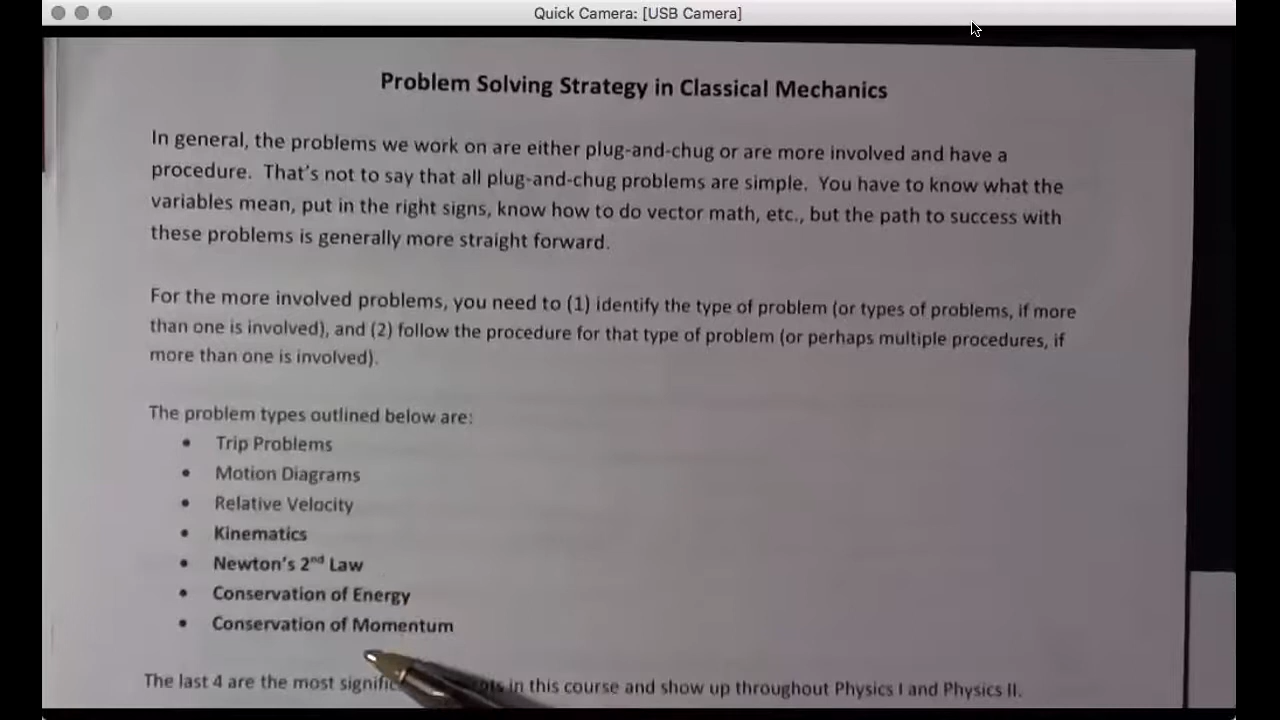 Quick Camera: [USB Camera]
Problem Solving Strategy in Classical Mechanics
In general, the problems we work on are either plug-and-chug or are more involved and have a
procedure. That's not to say that all plug-and-chug problems are simple. You have to know what the
variables mean, put in the right signs, know how to do vector math, etc., but the path to success with
these problems is generally more straight forward.
For the more involved problems, you need to (1) identify the type of problem (or types of problems, if more
than one is involved), and (2) follow the procedure for that type of problem (or perhaps multiple procedures, if
more than one is involved).
The problem types outlined below are:
• Trip Problems
• Motion Diagrams
• Relative Velocity
• Kinematics
• Newton's 2nd Law
• Conservation of Energy
• Conservation of Momentum
The last 4 are the most in this course and show up throughout Physics I and Physics II.